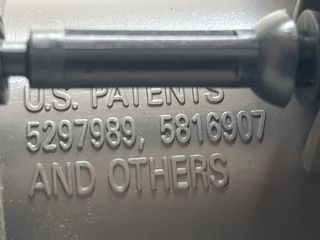 U.S. PATENTS
5297989, 5816907
AND OTHERS